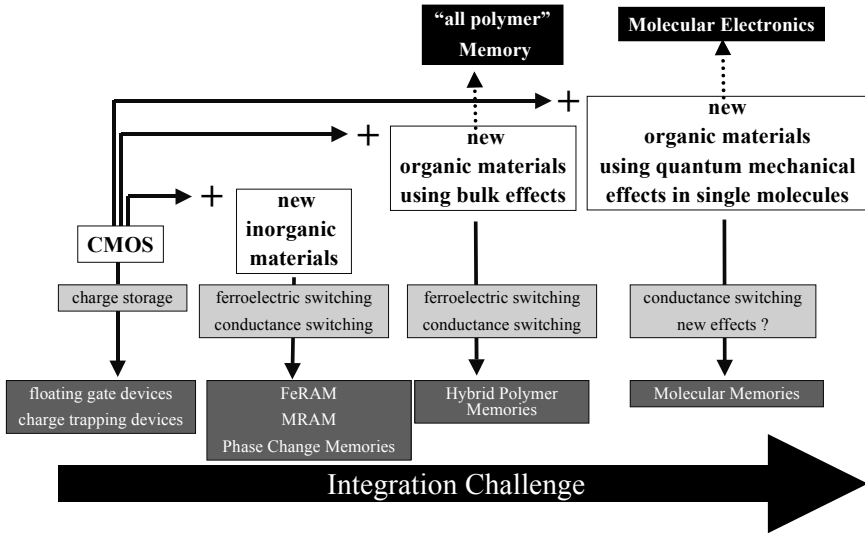 “all polymer”
Memory
Molecular Electronics
+
new
organic materials
using quantum mechanical
effects in single molecules
+
new
organic materials
using bulk effects
+
new
inorganic
materials
CMOS
charge storage
ferroelectric switching
conductance switching
ferroelectric switching
conductance switching
conductance switching
new effects ?
floating gate devices
charge trapping devices
FeRAM
MRAM
Phase Change Memories
Hybrid Polymer
Memories
Molecular Memories
Integration Challenge